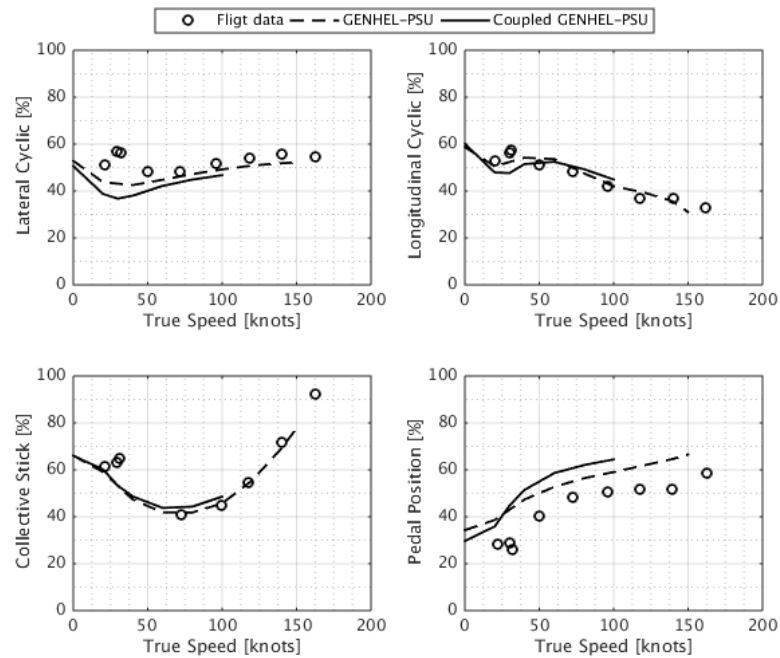 Fligt data GENHEL-PSU Coupled GENHEL-PSU
100
80
60
40
20
0
Lateral Cyclic [%]
0 50 100 150 200
True Speed [knots]
100
80
60
40
20
0
Longitudinal Cyclic [%]
0 50 100 150 200
True Speed [knots]
100
80
60
40
20
0
Collective Stick [%]
0 50 100 150 200
True Speed [knots]
100
80
60
40
20
0
Pedal Position [%]
0 50 100 150 200
True Speed [knots]